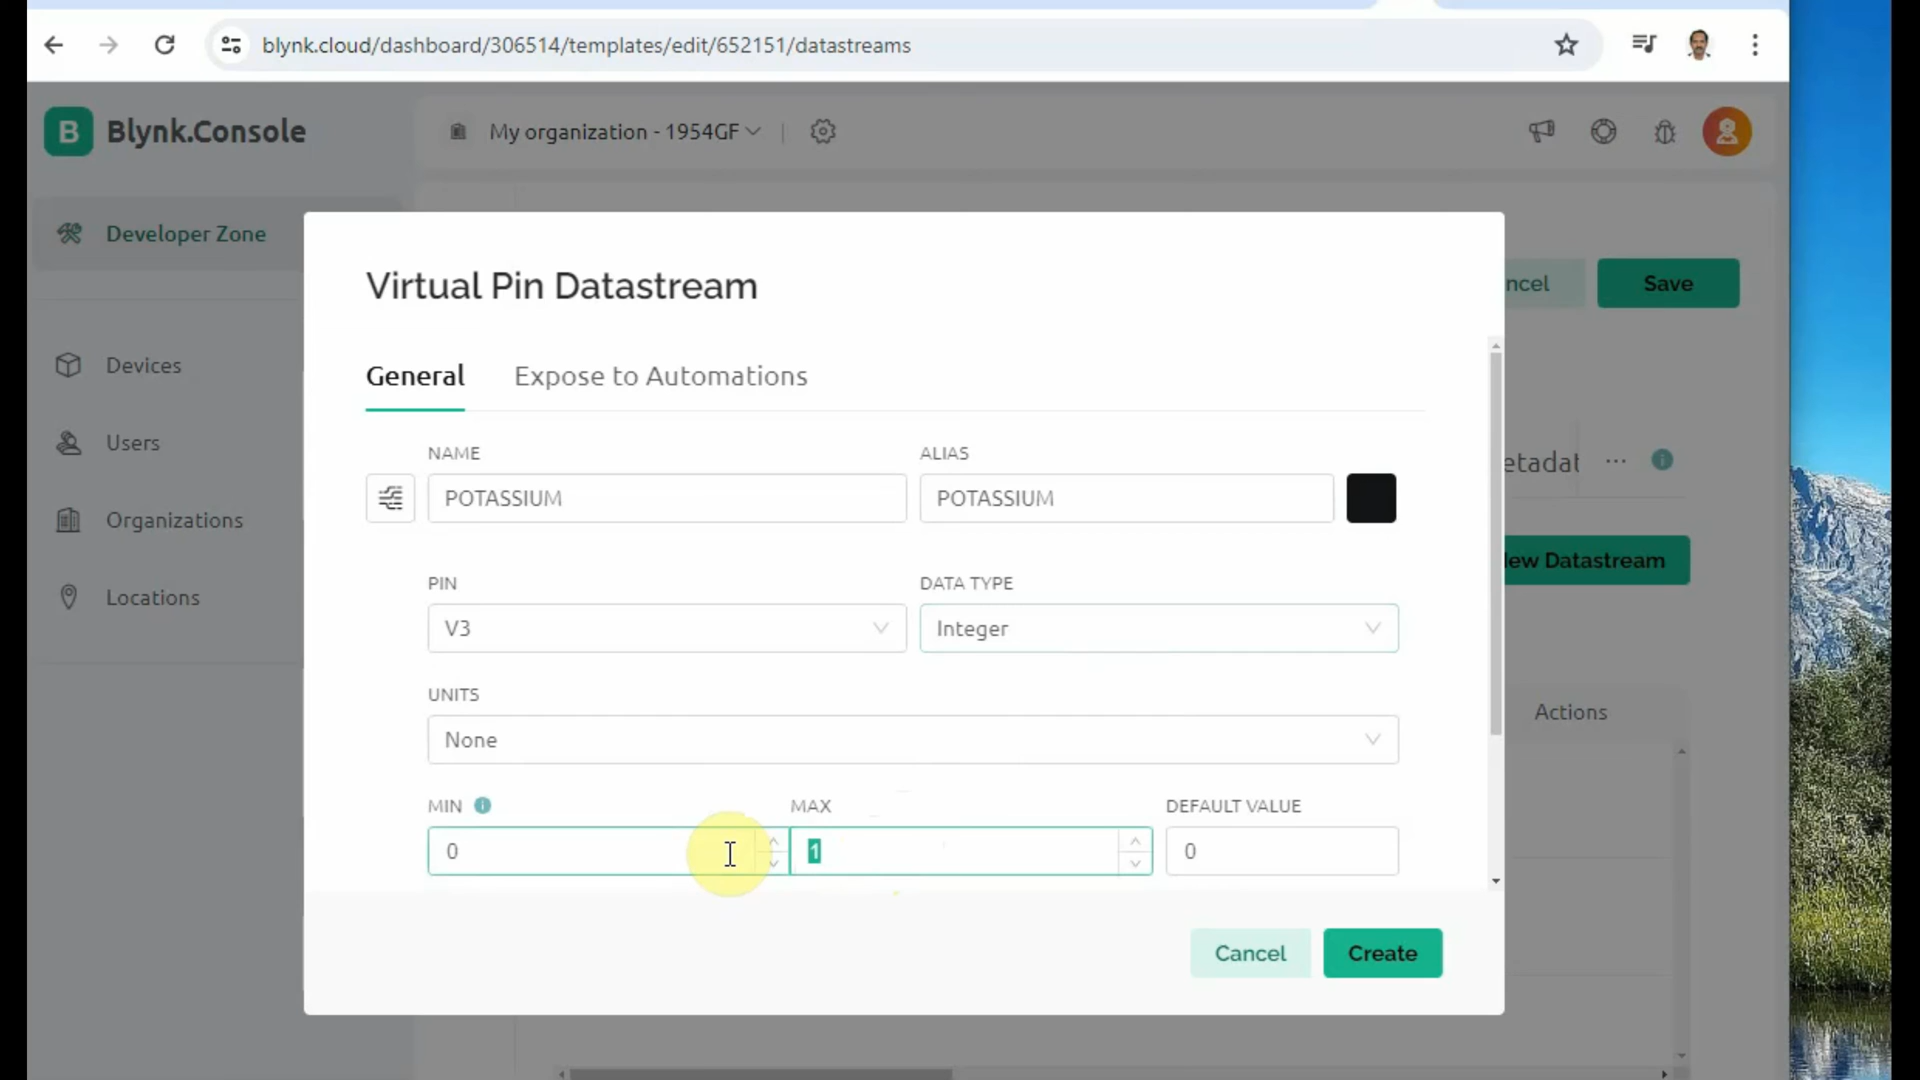 blynk.cloud/dashboard/306514/templates/edit/652151/datastreams
B Blynk.Console
My organization - 1954GF
Developer Zone
Devices
Users
Organizations
Locations
ncel
Save
etadat ...
ew Datastream
Actions
Virtual Pin Datastream
General
Expose to Automations
NAME
ALIAS
POTASSIUM
POTASSIUM
PIN
DATA TYPE
V3
Integer
UNITS
None
MIN
MAX
DEFAULT VALUE
0
1
0
Cancel
Create